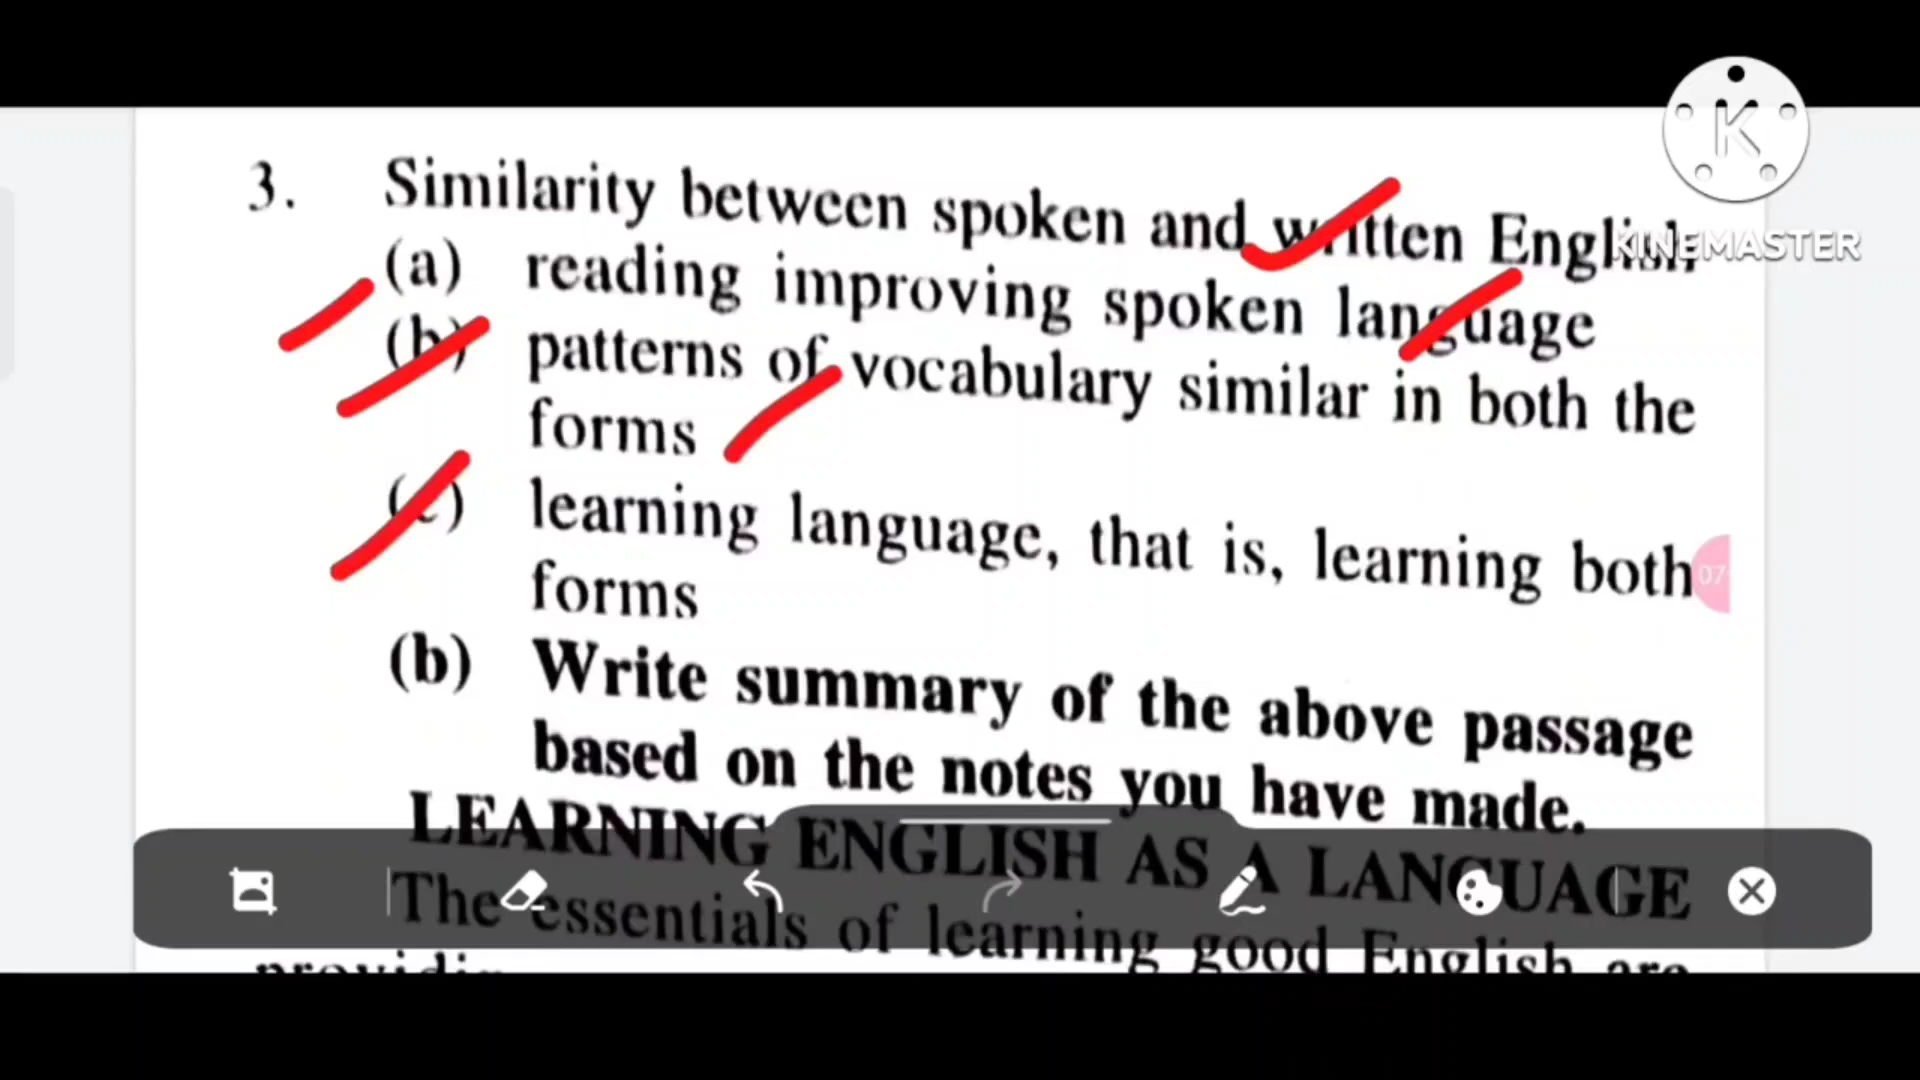 K
KINEMASTER
3. Similarity between spoken and written English
(a) reading improving spoken language
(b) patterns of vocabulary similar in both the
forms
(c) learning language, that is, learning both
forms
07
(b) Write summary of the above passage
based on the notes you have made.
LEARNING ENGLISH AS A LANGUAGE
The essentials of learning good English are